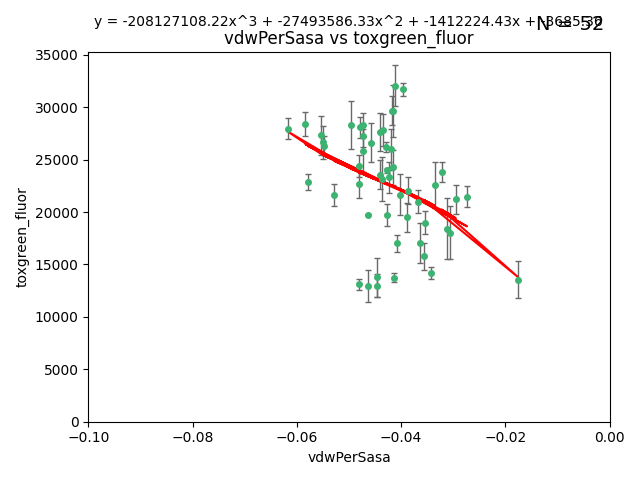 y = -208127108.22x^3 + -27493586.33x^2 + -1412224.43x +
N = 52
vdwPerSasa vs toxgreen_fluor
35000
30000
25000
20000
15000
10000
5000
0
toxgreen_fluor
−0.10
−0.08
−0.06
−0.04
−0.02
0.00
vdwPerSasa